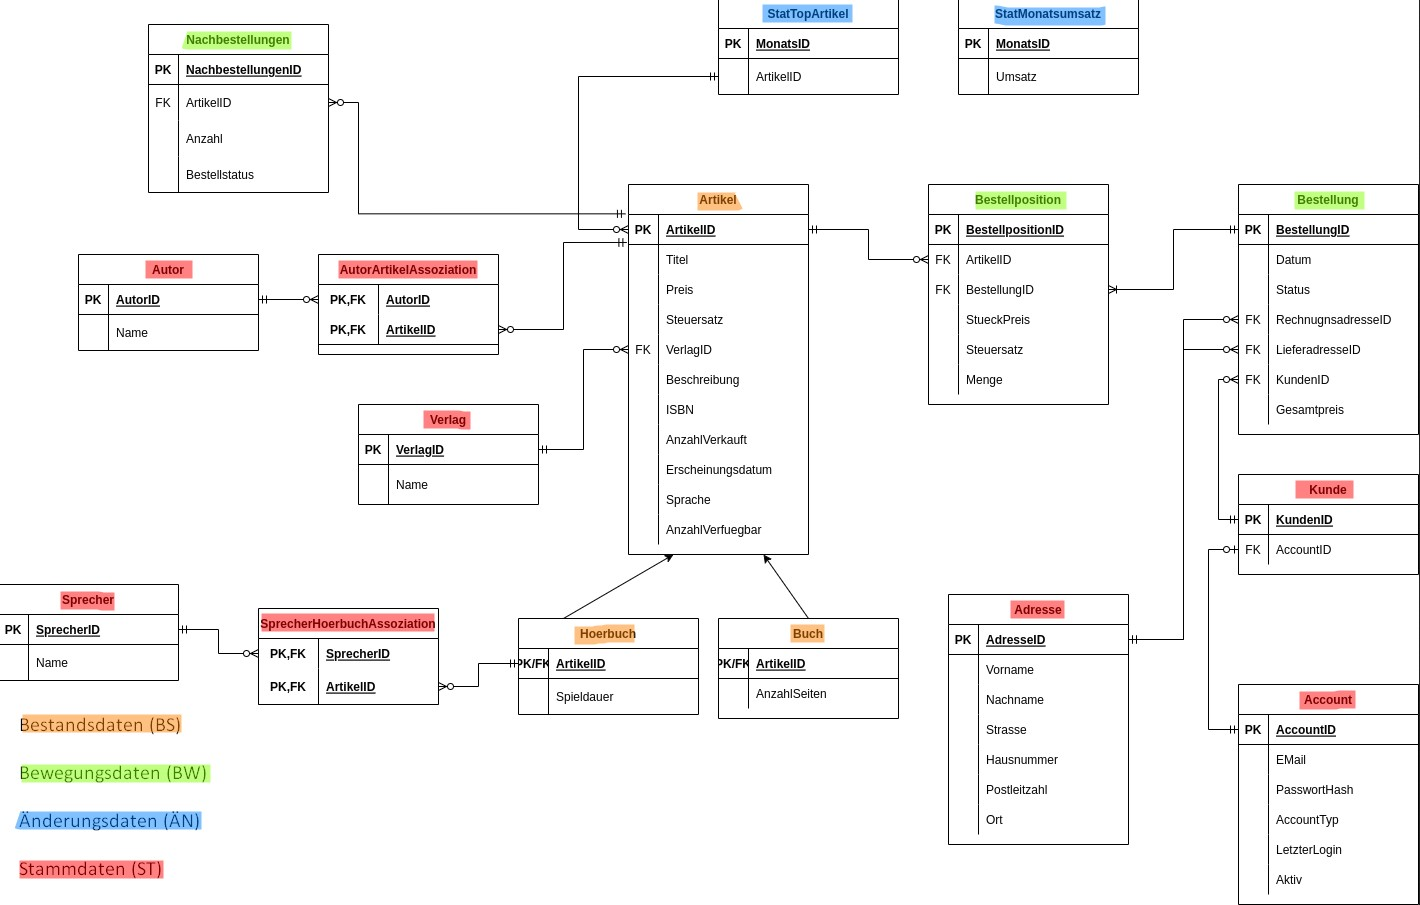 Nachbestellungen
PK NachbestellungenID
FK ArtikelID
Anzahl
Bestellstatus
StatTopArtikel
PK MonatsID
ArtikelID
StatMonatsumsatz
PK MonatsID
Umsatz
Artikel
PK ArtikelID
Titel
Preis
Steuersatz
FK VerlagID
Beschreibung
ISBN
AnzahlVerkauft
Erscheinungsdatum
Sprache
AnzahlVerfuegbar
Bestellposition
PK BestellpositionID
FK ArtikelID
FK BestellungID
StueckPreis
Steuersatz
Menge
Bestellung
PK BestellungID
Datum
Status
FK RechnugnsadresseID
FK LieferadresseID
FK KundenID
Gesamtpreis
Autor
PK AutorID
Name
AutorArtikelAssoziation
PK,FK AutorID
PK,FK ArtikelID
Verlag
PK VerlagID
Name
Kunde
PK KundenID
FK AccountID
Sprecher
PK SprecherID
Name
SprecherHoerbuchAssoziation
PK,FK SprecherID
PK,FK ArtikelID
Hoerbuch
PK/FK ArtikelID
Spieldauer
Buch
PK/FK ArtikelID
AnzahlSeiten
Adresse
PK AdresseID
Vorname
Nachname
Strasse
Hausnummer
Postleitzahl
Ort
Account
PK AccountID
EMail
PasswortHash
AccountTyp
LetzterLogin
Aktiv
Bestandsdaten (BS)
Bewegungsdaten (BW)
Änderungsdaten (ÄN)
Stammdaten (ST)